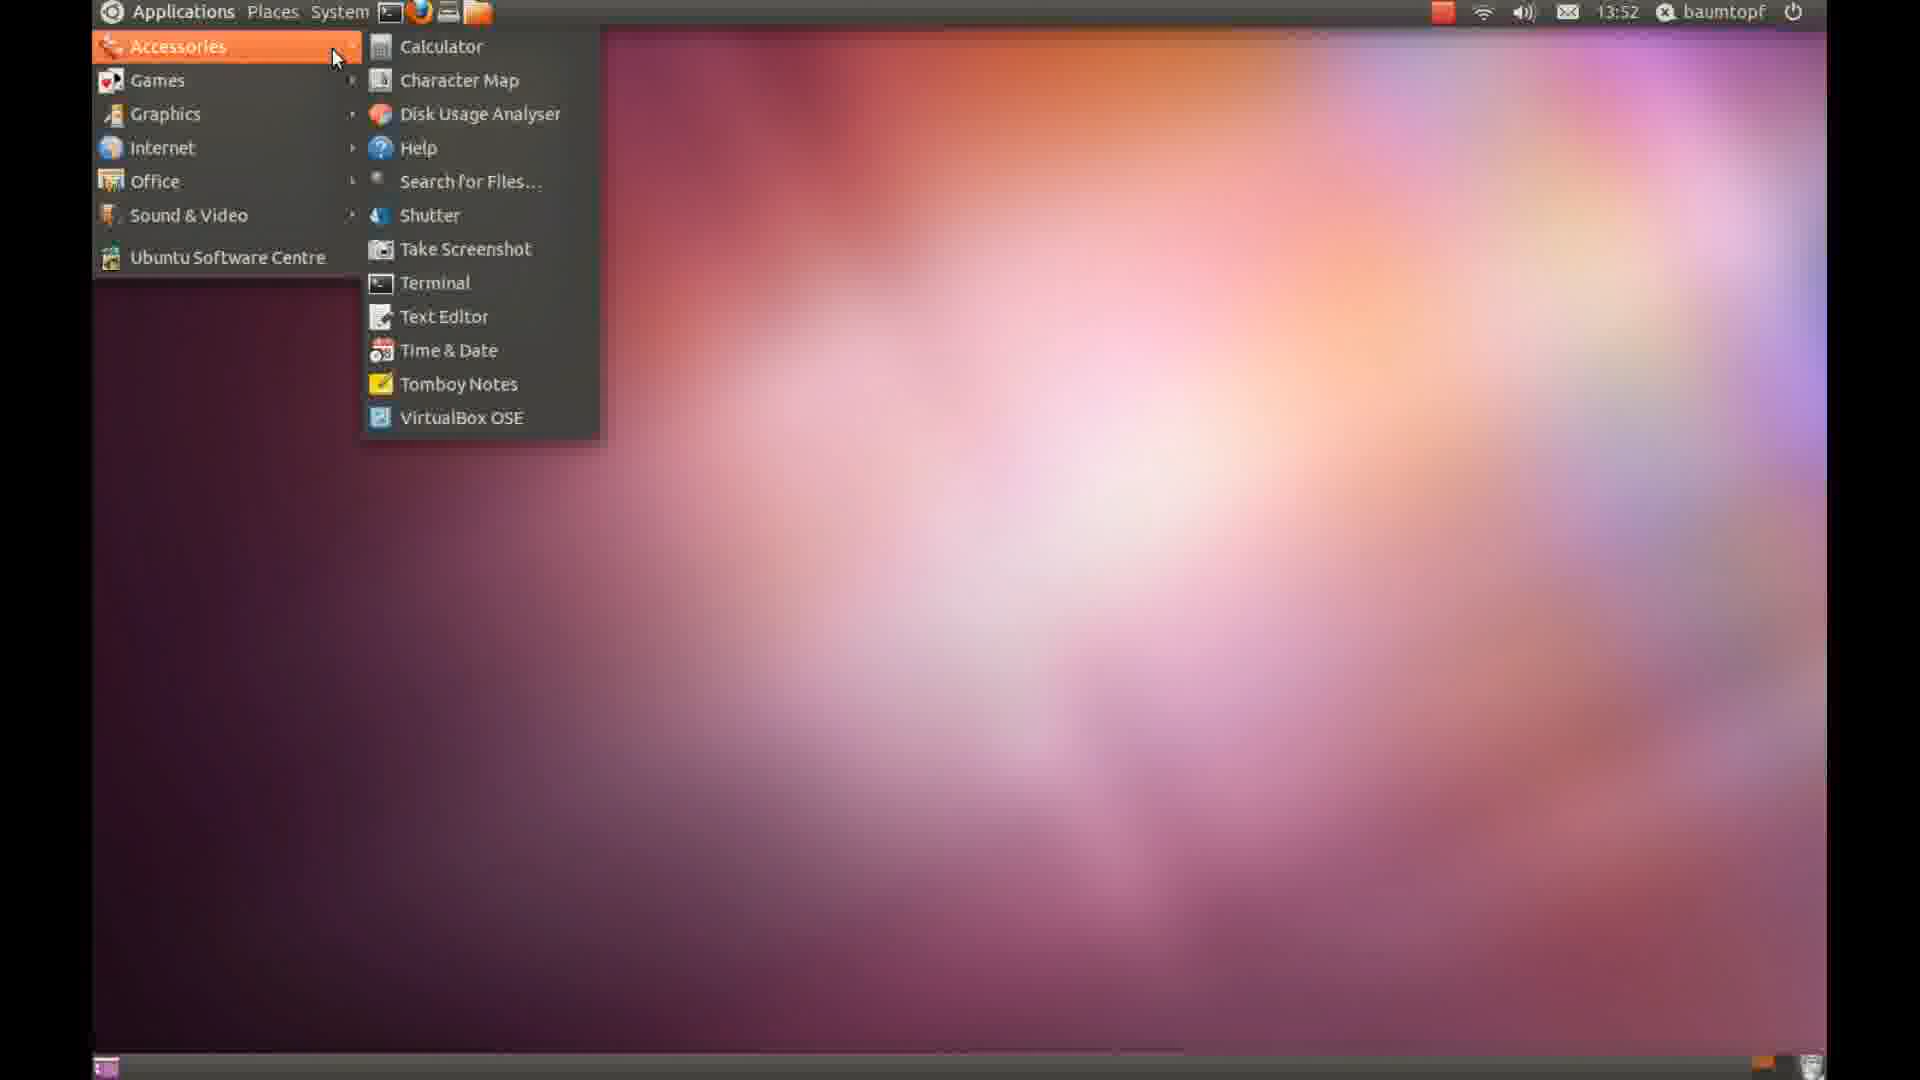 Applications Places System 13:52 baumtopf
Accessories
Games
Graphics
Internet
Office
Sound & Video
Ubuntu Software Centre
Calculator
Character Map
Disk Usage Analyser
Help
Search for Files...
Shutter
Take Screenshot
Terminal
Text Editor
Time & Date
Tomboy Notes
VirtualBox OSE